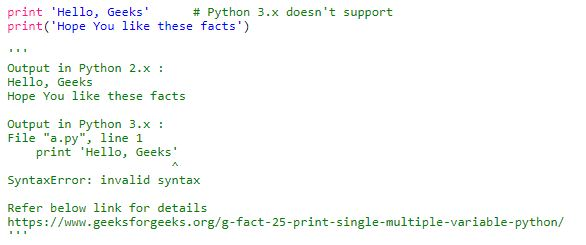 print 'Hello, Geeks'      # Python 3.x doesn't support
print('Hope You like these facts')
'''
Output in Python 2.x :
Hello, Geeks
Hope You like these facts
Output in Python 3.x :
File "a.py", line 1
    print 'Hello, Geeks'
                       ^
SyntaxError: invalid syntax
Refer below link for details
https://www.geeksforgeeks.org/g-fact-25-print-single-multiple-variable-python/
'''